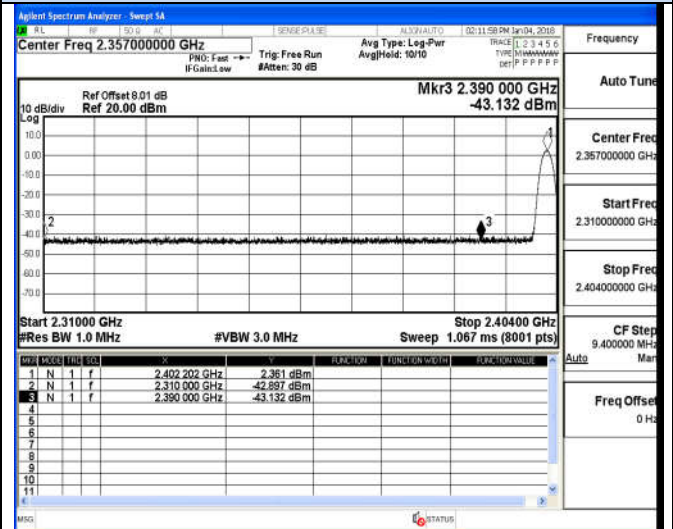 Agilent Spectrum Analyzer - Swept SA
RL RF 50 Ω AC SENSE:PULSE ALIGNAUTO 02:11:58 PM Jan 04, 2018
Center Freq 2.357000000 GHz
PNO: Fast
IFGain:Low
Trig: Free Run
#Atten: 30 dB
Avg Type: Log-Pwr
Avg|Hold: 10/10
TRACE 1 2 3 4 5 6
TYPE MWWWWW
DET P P P P P P
Frequency
Auto Tune
Center Freq
2.357000000 GHz
Start Freq
2.310000000 GHz
Stop Freq
2.404000000 GHz
CF Step
9.400000 MHz
Auto Man
Freq Offset
0 Hz
Mkr3 2.390 000 GHz
-43.132 dBm
Ref Offset 8.01 dB
10 dB/div Ref 20.00 dBm
Log
10.0
0.00
-10.0
-20.0
-30.0
-40.0
-50.0
-60.0
-70.0
1
2
3
Start 2.31000 GHz Stop 2.40400 GHz
#Res BW 1.0 MHz #VBW 3.0 MHz Sweep 1.067 ms (8001 pts)
MKR MODE TRC SCL X Y FUNCTION FUNCTION WIDTH FUNCTION VALUE
1 N 1 f 2.402 202 GHz 2.361 dBm
2 N 1 f 2.310 000 GHz -42.897 dBm
3 N 1 f 2.390 000 GHz -43.132 dBm
4
5
6
7
8
9
10
11
MSG STATUS